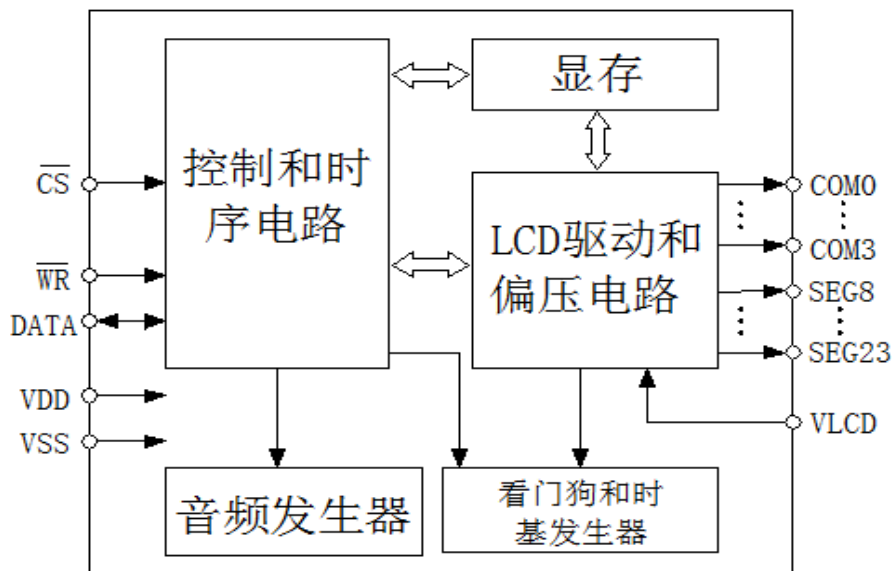 显存
控制和时
序电路
LCD驱动和
偏压电路
音频发生器
看门狗和时
基发生器
C̅S̅
W̅R̅
DATA
VDD
VSS
COM0
COM3
SEG8
SEG23
VLCD